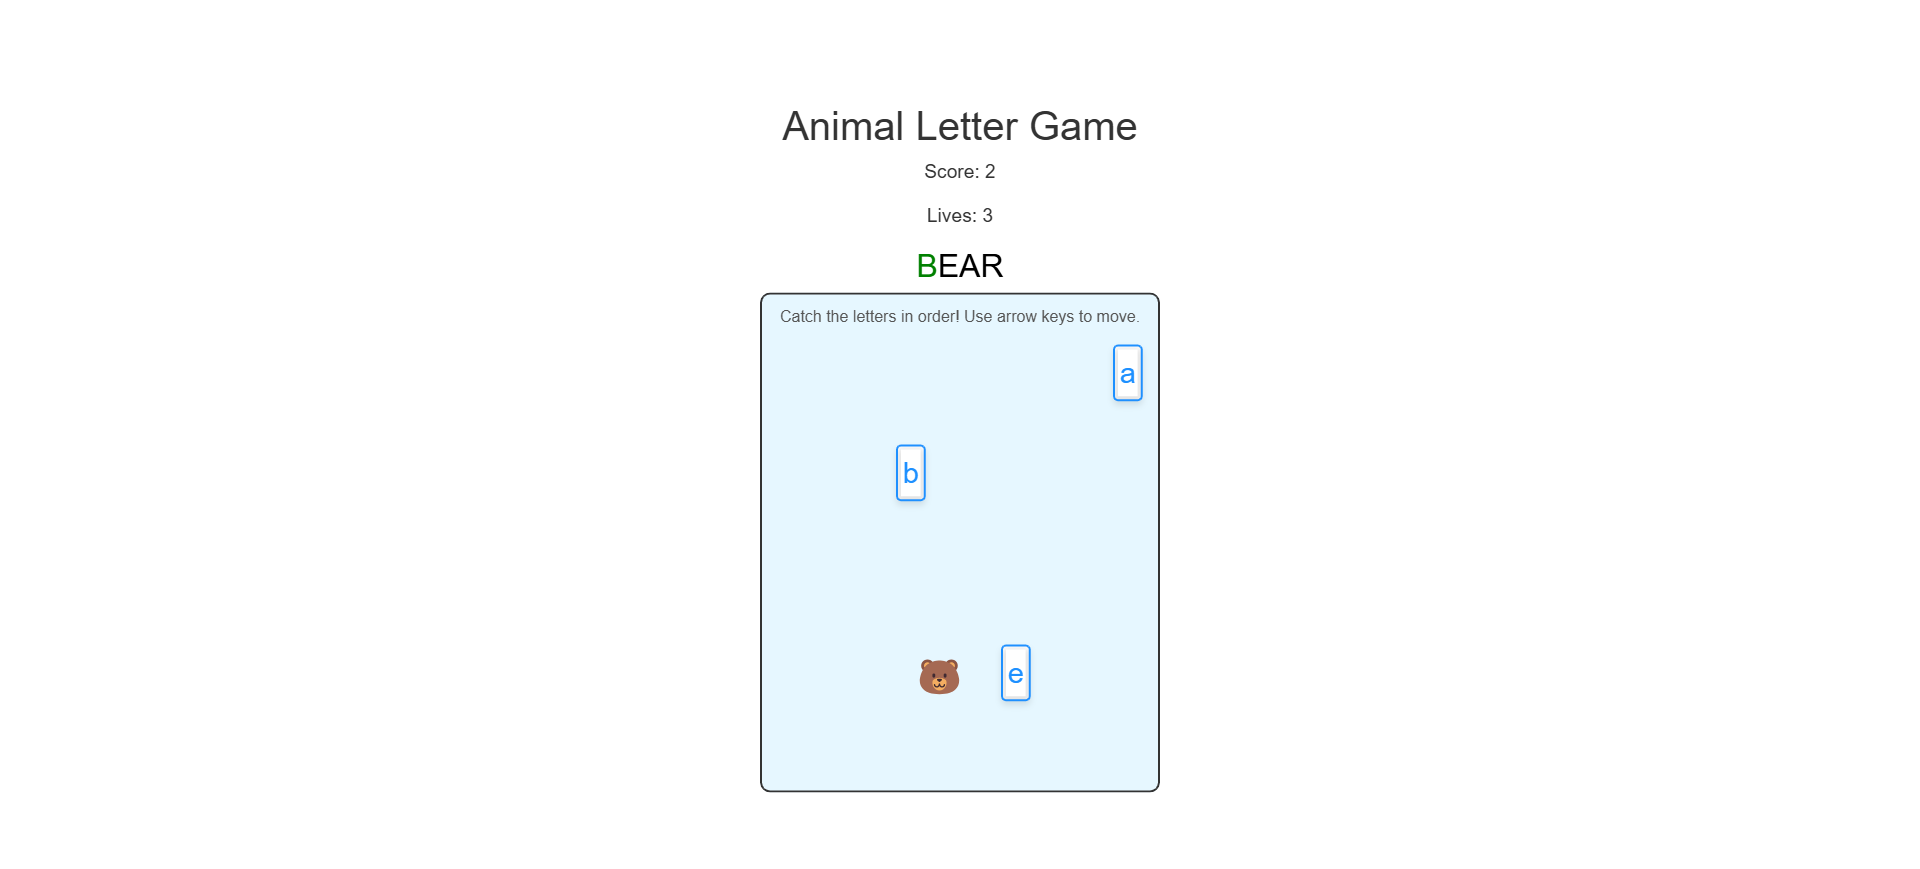 Animal Letter Game
Score: 2
Lives: 3
BEAR
Catch the letters in order! Use arrow keys to move.
a
b
e